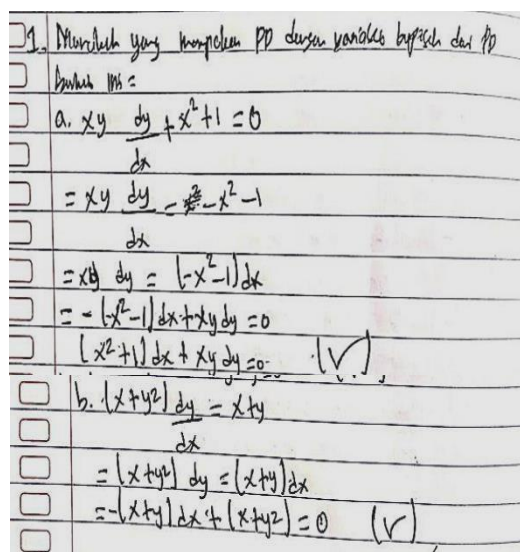 1. Manakah yang merupakan PD dengan variabel terpisah dari PD
berikut ini =
a. xy dy/dx + x² + 1 = 0
= xy dy/dx = - x² - 1
= xy dy = (-x² - 1) dx
= - (-x² - 1) dx + xy dy = 0
(x² + 1) dx + xy dy = 0 (V)
b. (x + y²) dy/dx = x + y
= (x + y²) dy = (x + y) dx
= -(x + y) dx + (x + y²) = 0 (V)